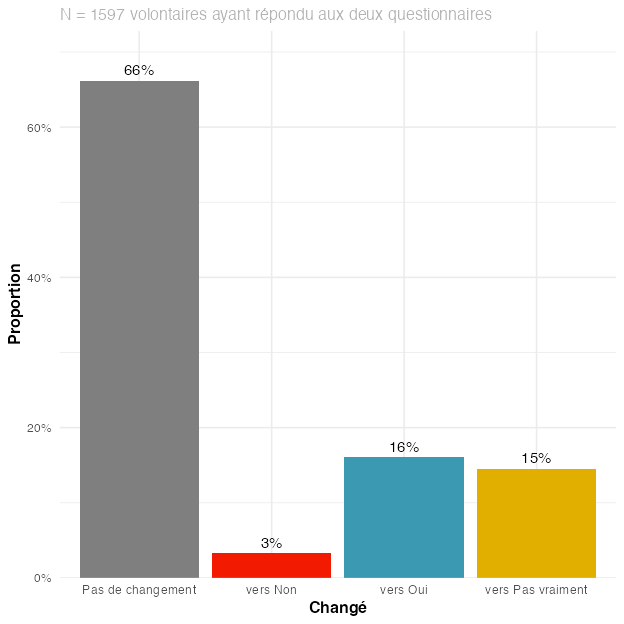 N = 1597 volontaires ayant répondu aux deux questionnaires
66%
60%
Proportion
40%
20%
16%
15%
3%
0%
Pas de changement
vers Non
vers Oui
vers Pas vraiment
Changé